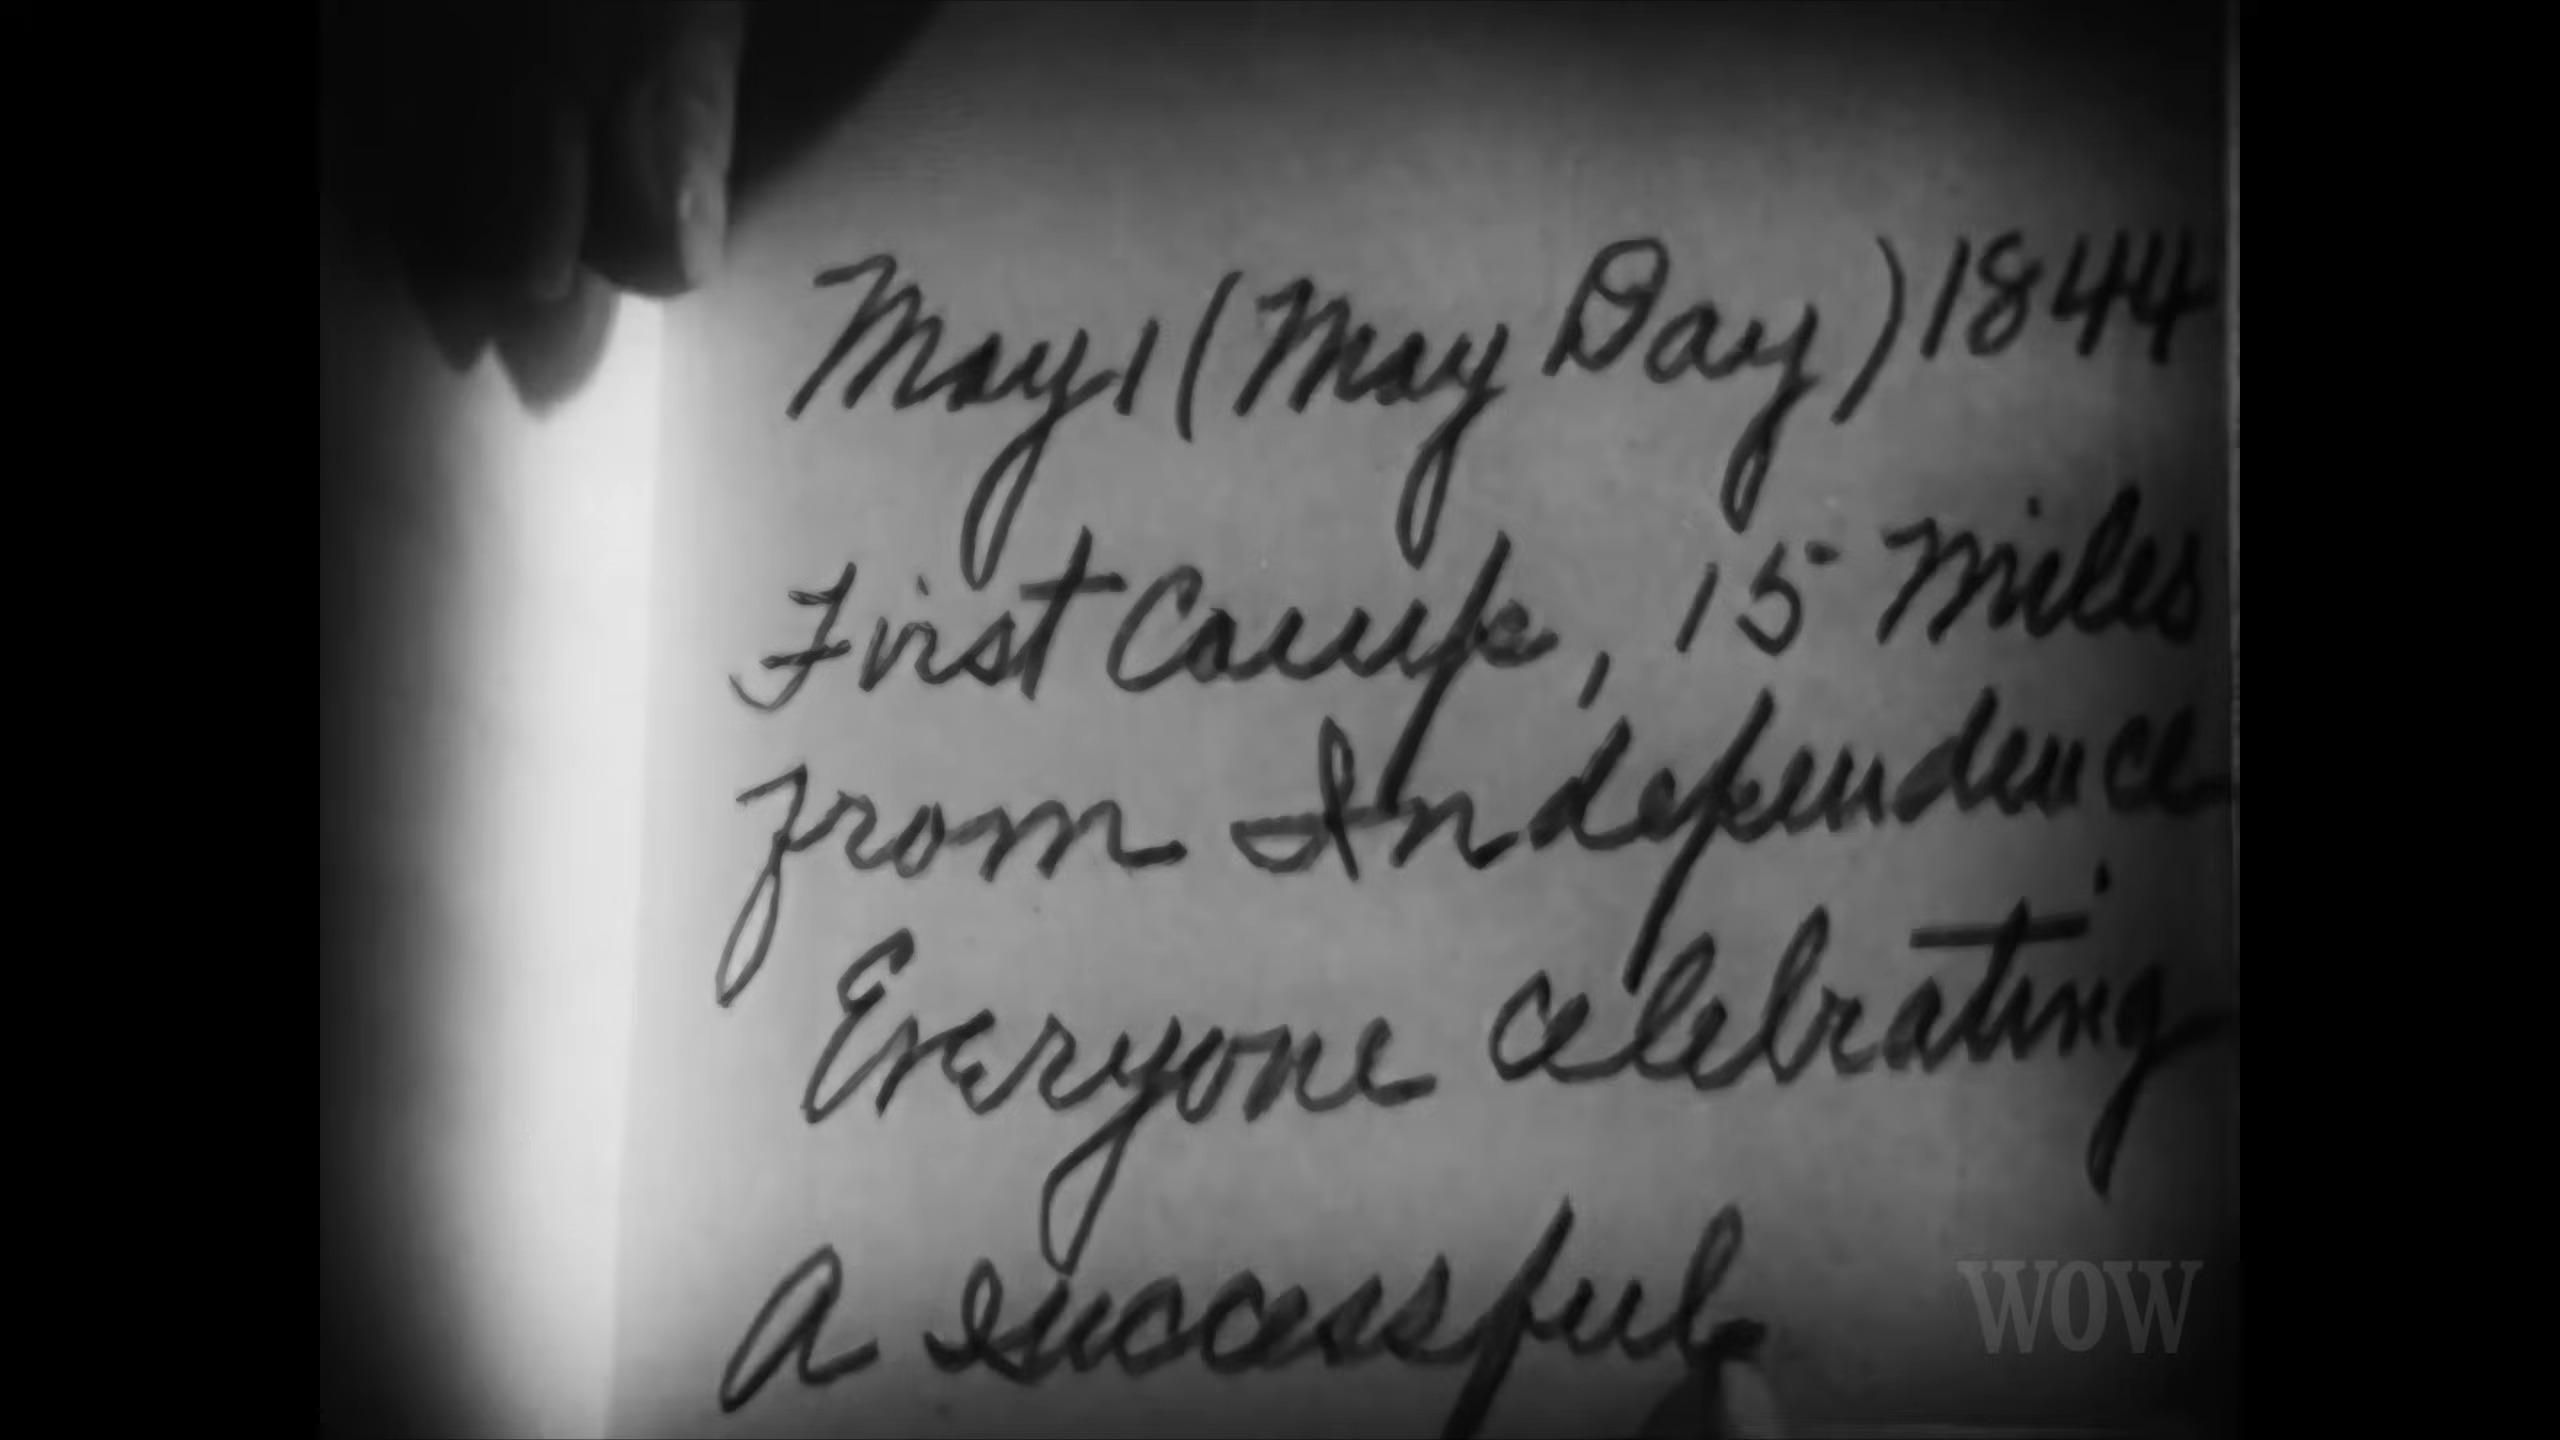 May 1 (May Day) 1844
First Camp, 15 Miles
from Independence
Everyone celebrating
A successful
WOW